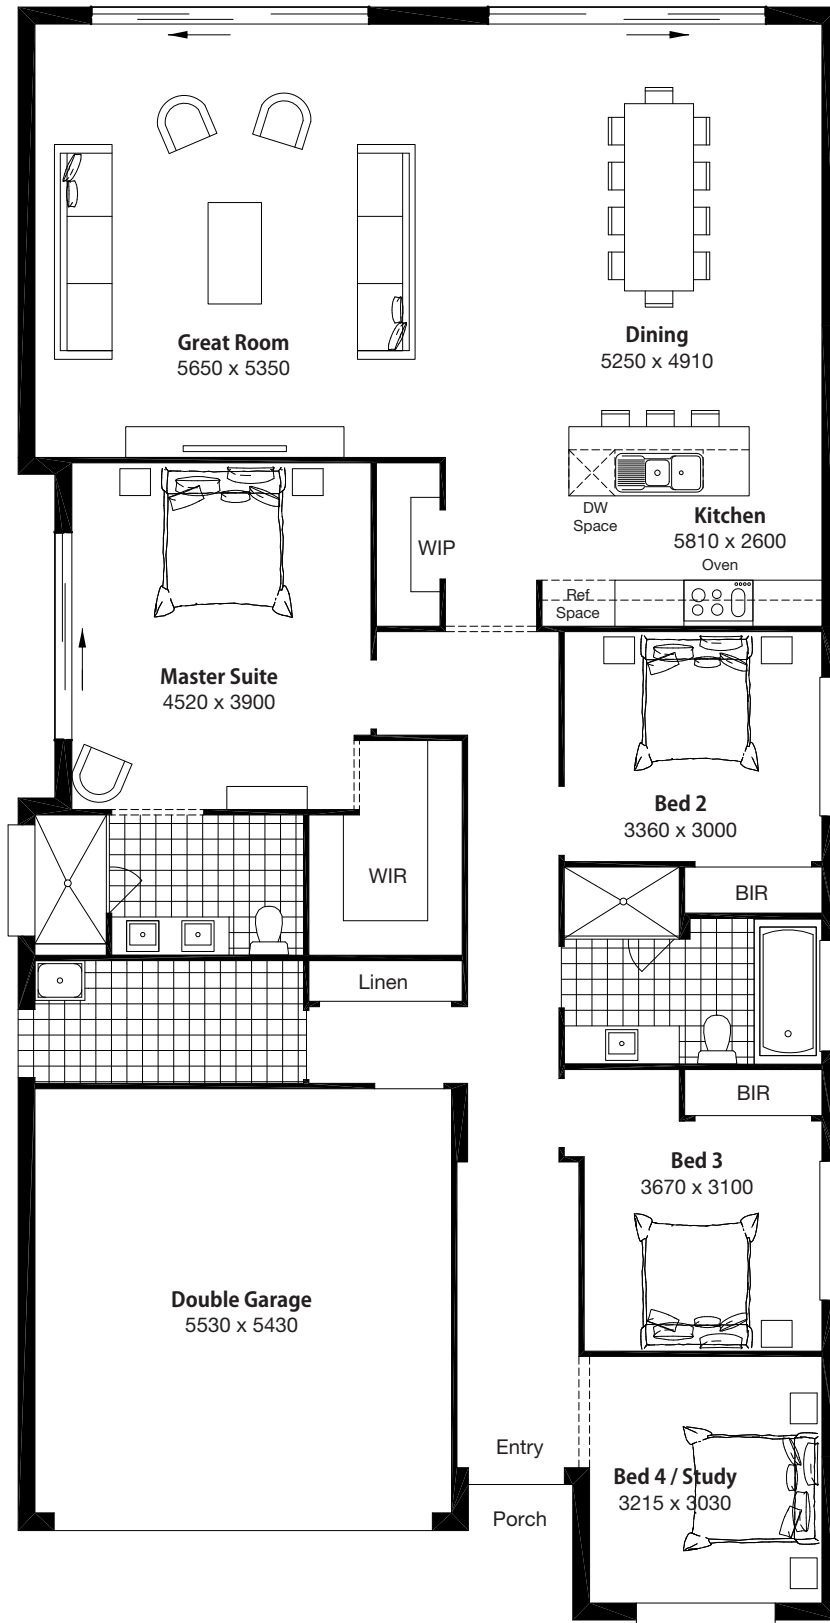 Great Room
5650 x 5350
Dining
5250 x 4910
DW
Space
Kitchen
5810 x 2600
Oven
WIP
Ref
Space
Master Suite
4520 x 3900
Bed 2
3360 x 3000
WIR
BIR
Linen
BIR
Bed 3
3670 x 3100
Double Garage
5530 x 5430
Entry
Bed 4 / Study
3215 x 3030
Porch